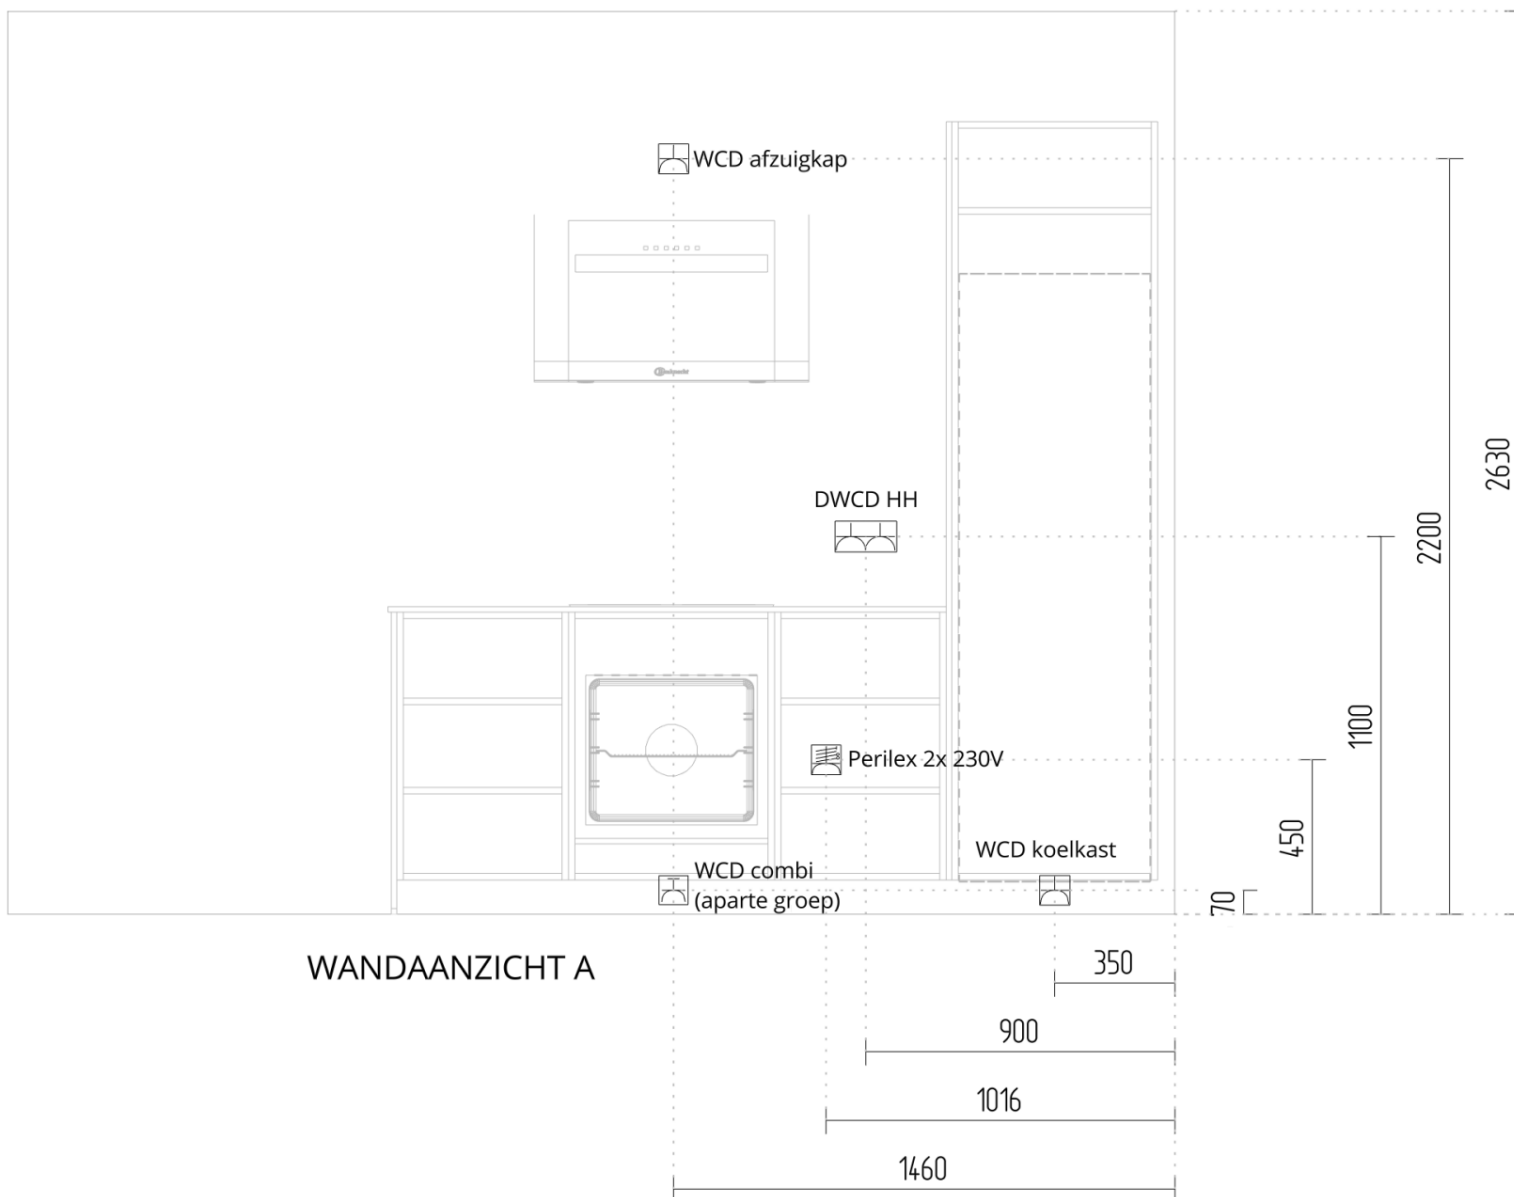 WCD afzuigkap
DWCD HH
Perilex 2x 230V
WCD koelkast
WCD combi
(aparte groep)
WANDAANZICHT A
2630
2200
1100
450
70
350
900
1016
1460